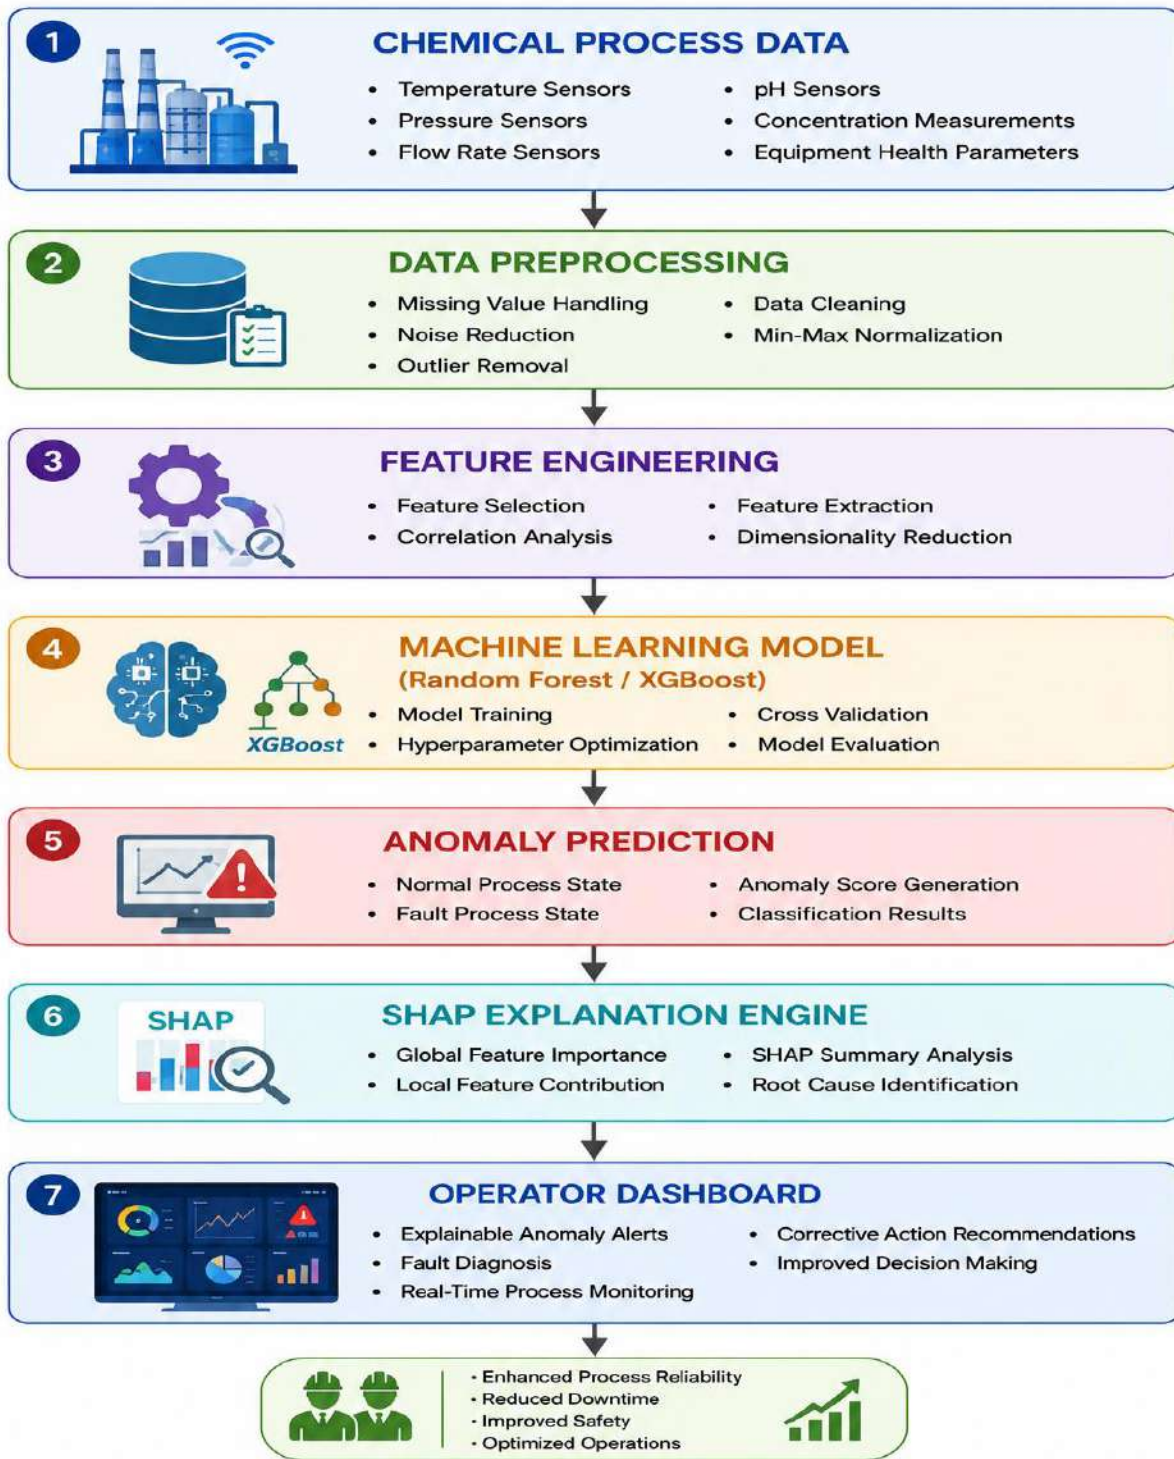 1
CHEMICAL PROCESS DATA
• Temperature Sensors
• Pressure Sensors
• Flow Rate Sensors
• pH Sensors
• Concentration Measurements
• Equipment Health Parameters
2
DATA PREPROCESSING
• Missing Value Handling
• Noise Reduction
• Outlier Removal
• Data Cleaning
• Min-Max Normalization
3
FEATURE ENGINEERING
• Feature Selection
• Correlation Analysis
• Feature Extraction
• Dimensionality Reduction
4
XGBoost
MACHINE LEARNING MODEL
(Random Forest / XGBoost)
• Model Training
• Hyperparameter Optimization
• Cross Validation
• Model Evaluation
5
ANOMALY PREDICTION
• Normal Process State
• Fault Process State
• Anomaly Score Generation
• Classification Results
6
SHAP
SHAP EXPLANATION ENGINE
• Global Feature Importance
• Local Feature Contribution
• SHAP Summary Analysis
• Root Cause Identification
7
OPERATOR DASHBOARD
• Explainable Anomaly Alerts
• Fault Diagnosis
• Real-Time Process Monitoring
• Corrective Action Recommendations
• Improved Decision Making
• Enhanced Process Reliability
• Reduced Downtime
• Improved Safety
• Optimized Operations